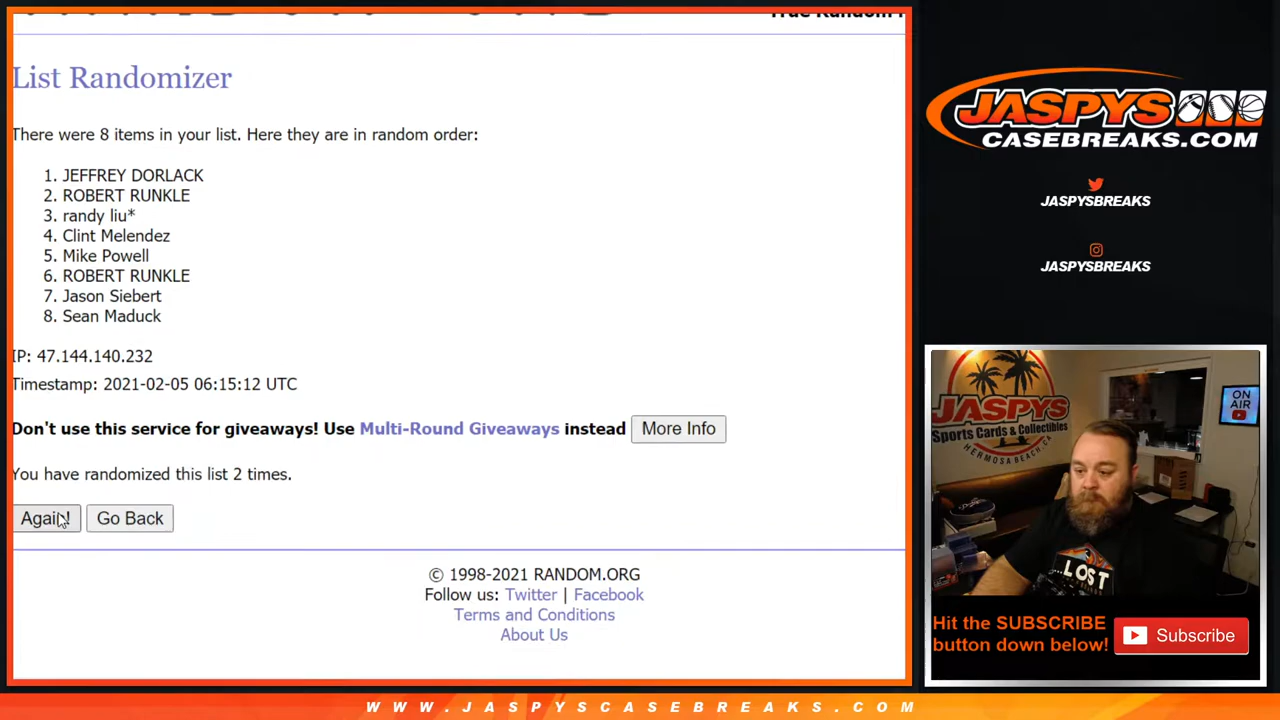 List Randomizer
There were 8 items in your list. Here they are in random order:
1. JEFFREY DORLACK
2. ROBERT RUNKLE
3. randy liu*
4. Clint Melendez
5. Mike Powell
6. ROBERT RUNKLE
7. Jason Siebert
8. Sean Maduck
IP: 47.144.140.232
Timestamp: 2021-02-05 06:15:12 UTC
Don't use this service for giveaways! Use Multi-Round Giveaways instead More Info
You have randomized this list 2 times.
Again! Go Back
© 1998-2021 RANDOM.ORG
Follow us: Twitter | Facebook
Terms and Conditions
About Us
JASPYS
CASEBREAKS.COM
JASPYSBREAKS
JASPYSBREAKS
JASPYS
Sports Cards & Collectibles
HERMOSA BEACH, CA
ON
AIR
LOST
Hit the SUBSCRIBE
button down below!
Subscribe
WWW.JASPYSCASEBREAKS.COM